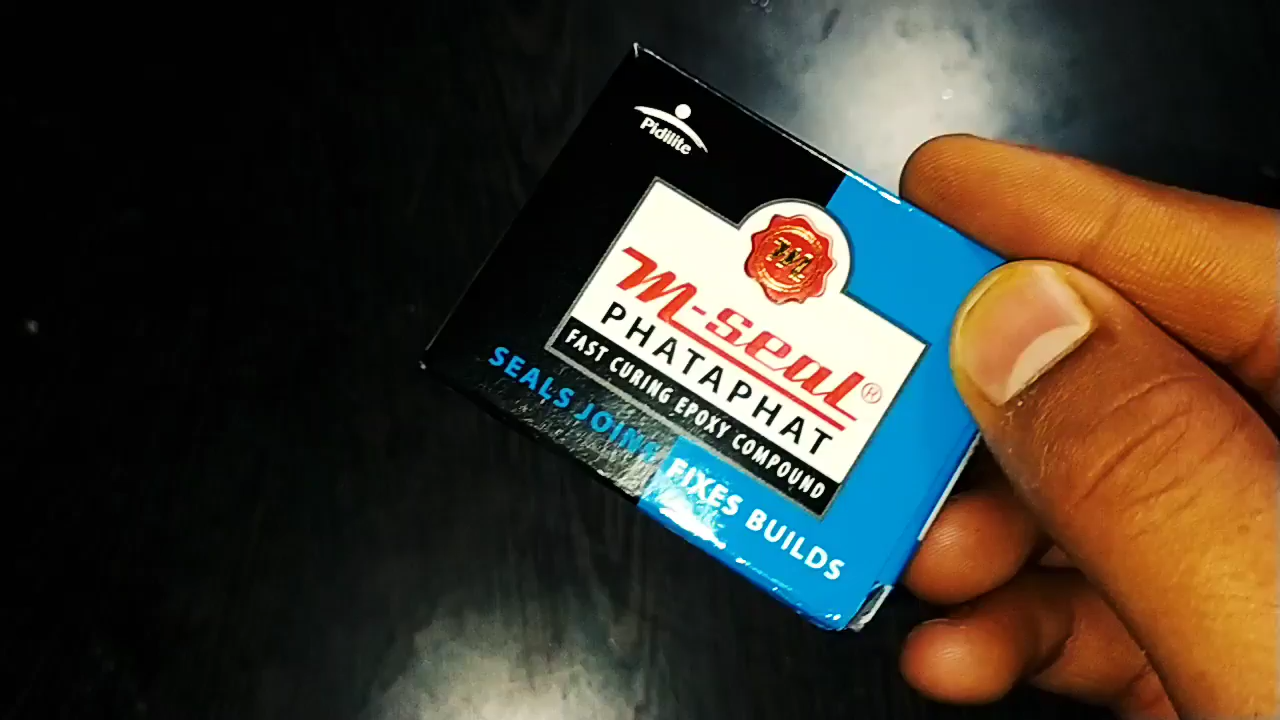 Pidilite
M
M-seal®
PHATAPHAT
FAST CURING EPOXY COMPOUND
SEALS JOINS FIXES BUILDS